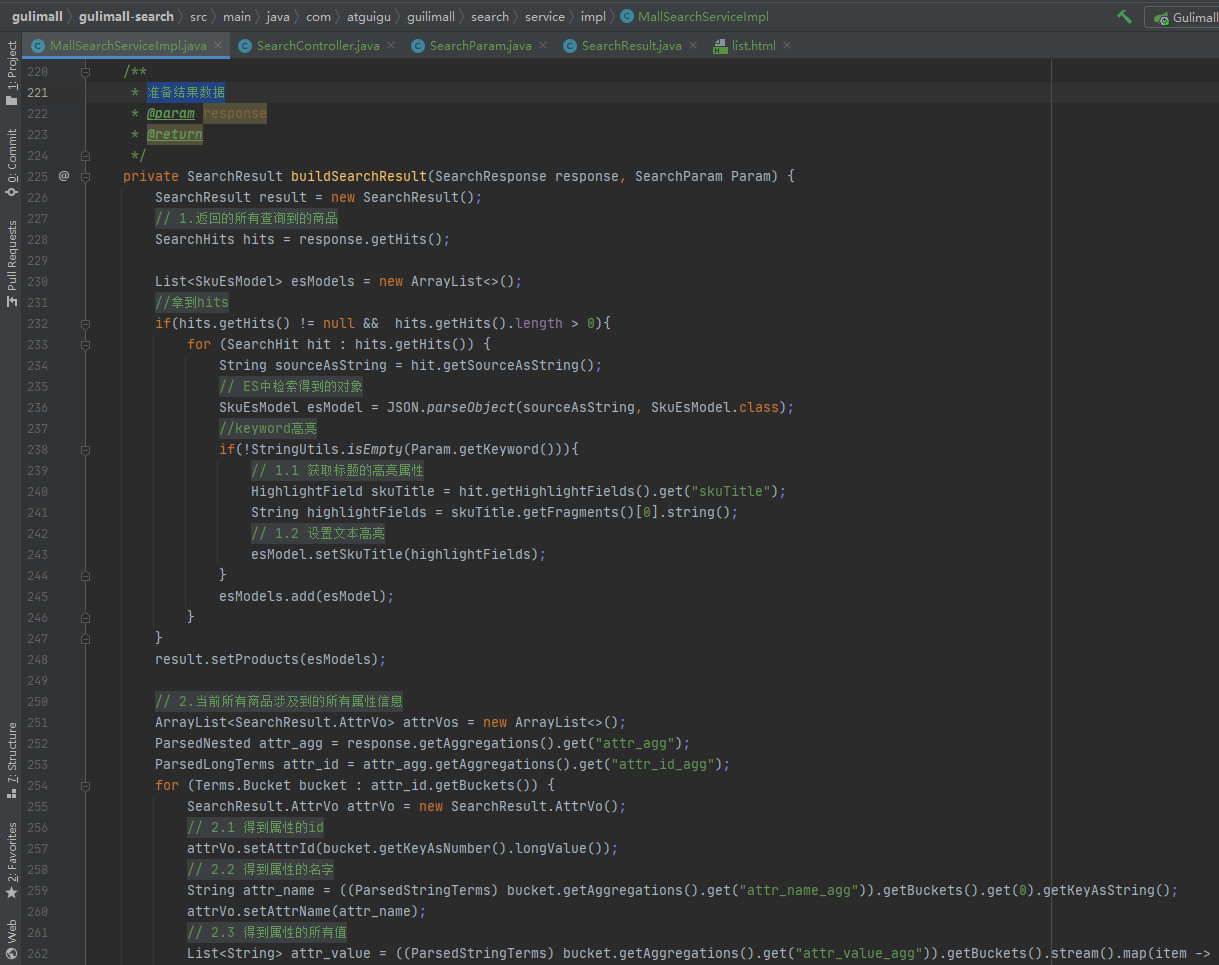 gulimall 〉 gulimall-search 〉 src 〉 main 〉 java 〉 com 〉 atguigu 〉 guilimall 〉 search 〉 service 〉 impl 〉 MallSearchServiceImpl Gulimall
MallSearchServiceImpl.java × SearchController.java × SearchParam.java × SearchResult.java × list.html ×
1: Project
0: Commit
Pull Requests
7: Structure
2: Favorites
Web
220 /**
221 * 准备结果数据
222 * @param response
223 * @return
224 */
225 @ private SearchResult buildSearchResult(SearchResponse response, SearchParam Param) {
226 SearchResult result = new SearchResult();
227 // 1.返回的所有查询到的商品
228 SearchHits hits = response.getHits();
229
230 List<SkuEsModel> esModels = new ArrayList<>();
231 //拿到hits
232 if(hits.getHits() != null && hits.getHits().length > 0){
233 for (SearchHit hit : hits.getHits()) {
234 String sourceAsString = hit.getSourceAsString();
235 // ES中检索得到的对象
236 SkuEsModel esModel = JSON.parseObject(sourceAsString, SkuEsModel.class);
237 //keyword高亮
238 if(!StringUtils.isEmpty(Param.getKeyword())){
239 // 1.1 获取标题的高亮属性
240 HighlightField skuTitle = hit.getHighlightFields().get("skuTitle");
241 String highlightFields = skuTitle.getFragments()[0].string();
242 // 1.2 设置文本高亮
243 esModel.setSkuTitle(highlightFields);
244 }
245 esModels.add(esModel);
246 }
247 }
248 result.setProducts(esModels);
249
250 // 2.当前所有商品涉及到的所有属性信息
251 ArrayList<SearchResult.AttrVo> attrVos = new ArrayList<>();
252 ParsedNested attr_agg = response.getAggregations().get("attr_agg");
253 ParsedLongTerms attr_id = attr_agg.getAggregations().get("attr_id_agg");
254 for (Terms.Bucket bucket : attr_id.getBuckets()) {
255 SearchResult.AttrVo attrVo = new SearchResult.AttrVo();
256 // 2.1 得到属性的id
257 attrVo.setAttrId(bucket.getKeyAsNumber().longValue());
258 // 2.2 得到属性的名字
259 String attr_name = ((ParsedStringTerms) bucket.getAggregations().get("attr_name_agg")).getBuckets().get(0).getKeyAsString();
260 attrVo.setAttrName(attr_name);
261 // 2.3 得到属性的所有值
262 List<String> attr_value = ((ParsedStringTerms) bucket.getAggregations().get("attr_value_agg")).getBuckets().stream().map(item ->